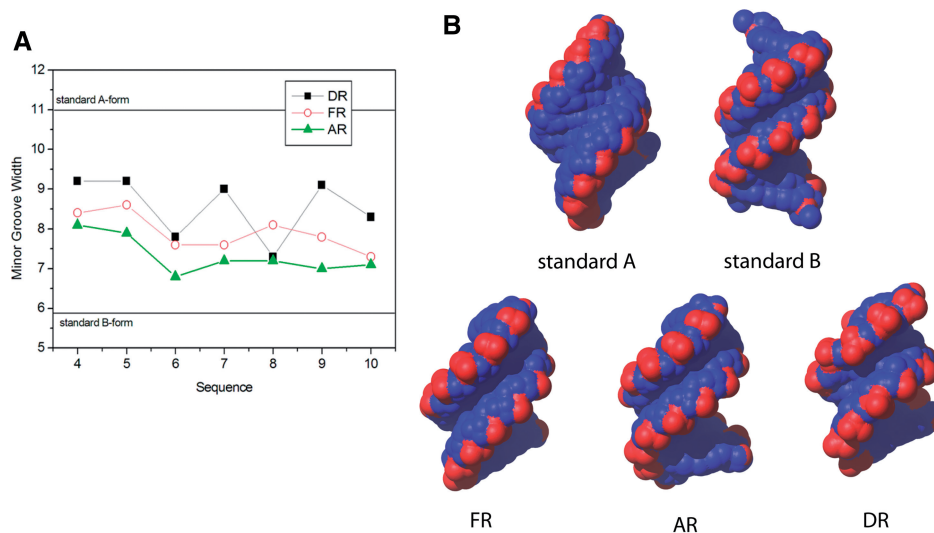 A
B
12
11
10
9
8
7
6
5
Minor Groove Width
standard A-form
DR
FR
AR
standard B-form
4 5 6 7 8 9 10
Sequence
standard A standard B
FR AR DR